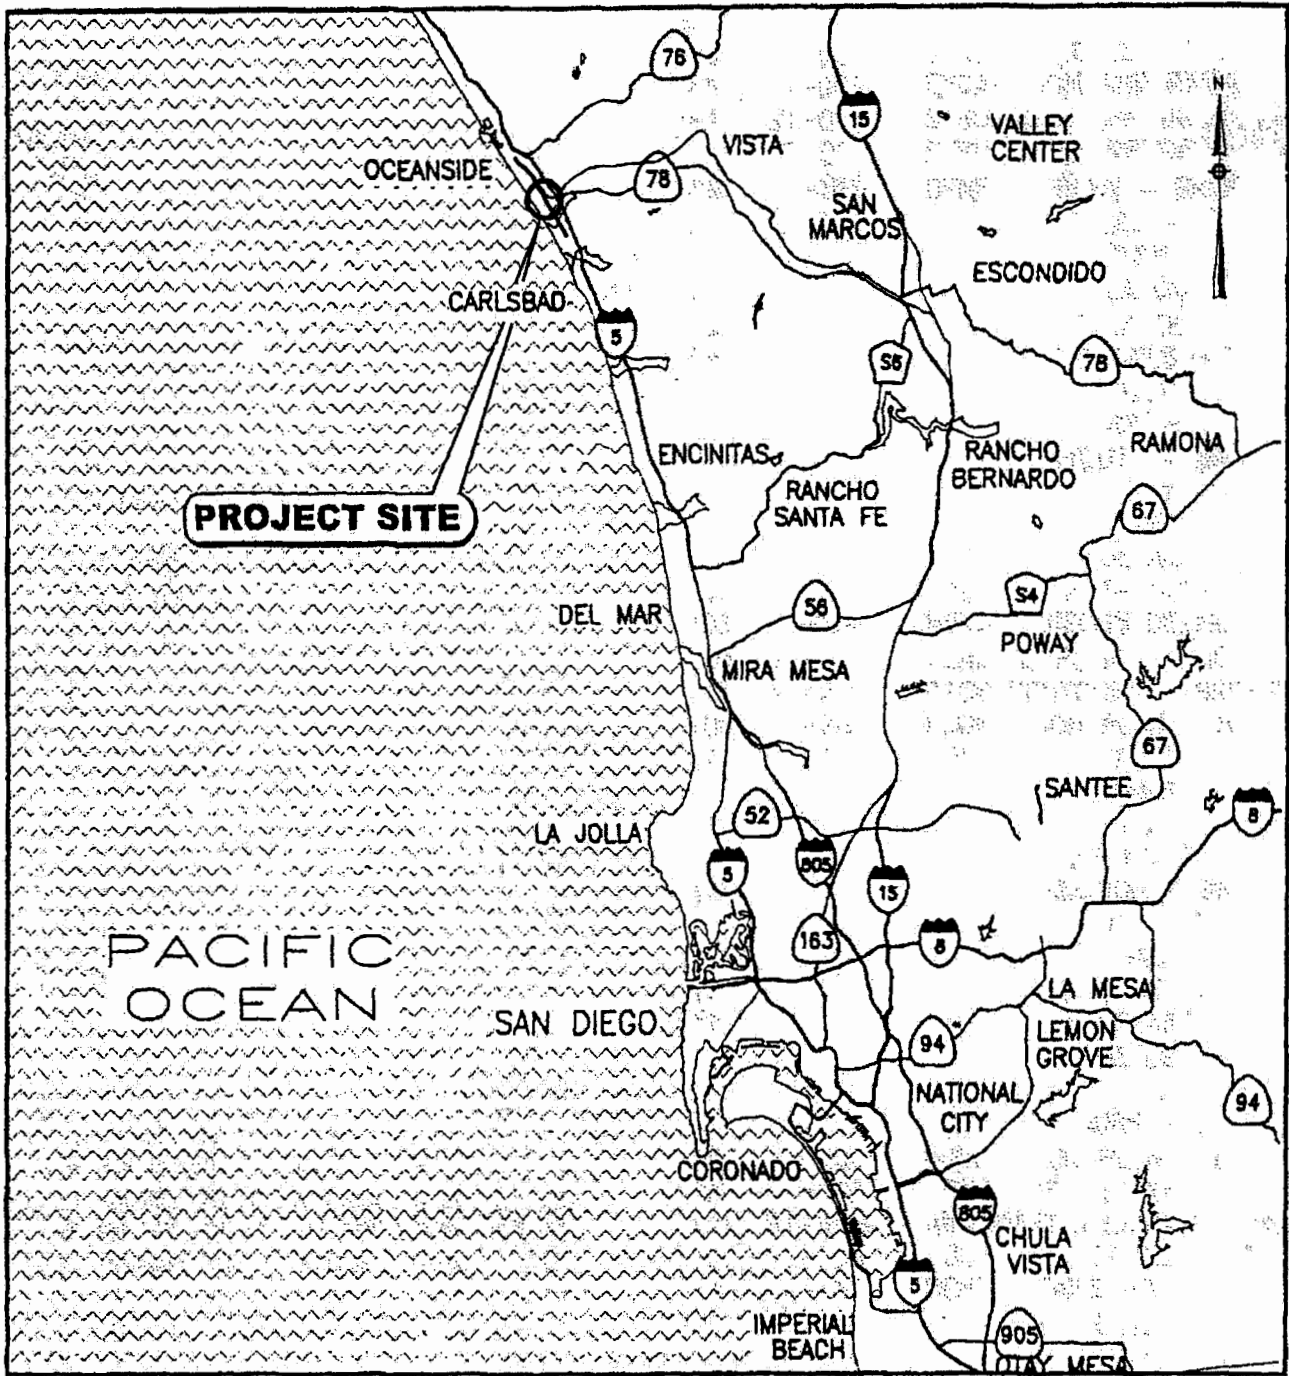 76
N
15
VALLEY
CENTER
VISTA
OCEANSIDE
78
SAN
MARCOS
ESCONDIDO
CARLSBAD
5
S6
78
ENCINITAS
RANCHO
BERNARDO
RAMONA
RANCHO
SANTA FE
67
PROJECT SITE
S4
56
DEL MAR
POWAY
MIRA MESA
67
SANTEE
8
52
LA JOLLA
805
5
15
163
8
PACIFIC
OCEAN
LA MESA
SAN DIEGO
LEMON
GROVE
94
NATIONAL
CITY
94
CORONADO
805
CHULA
VISTA
5
IMPERIAL
BEACH
905
OTAY MESA